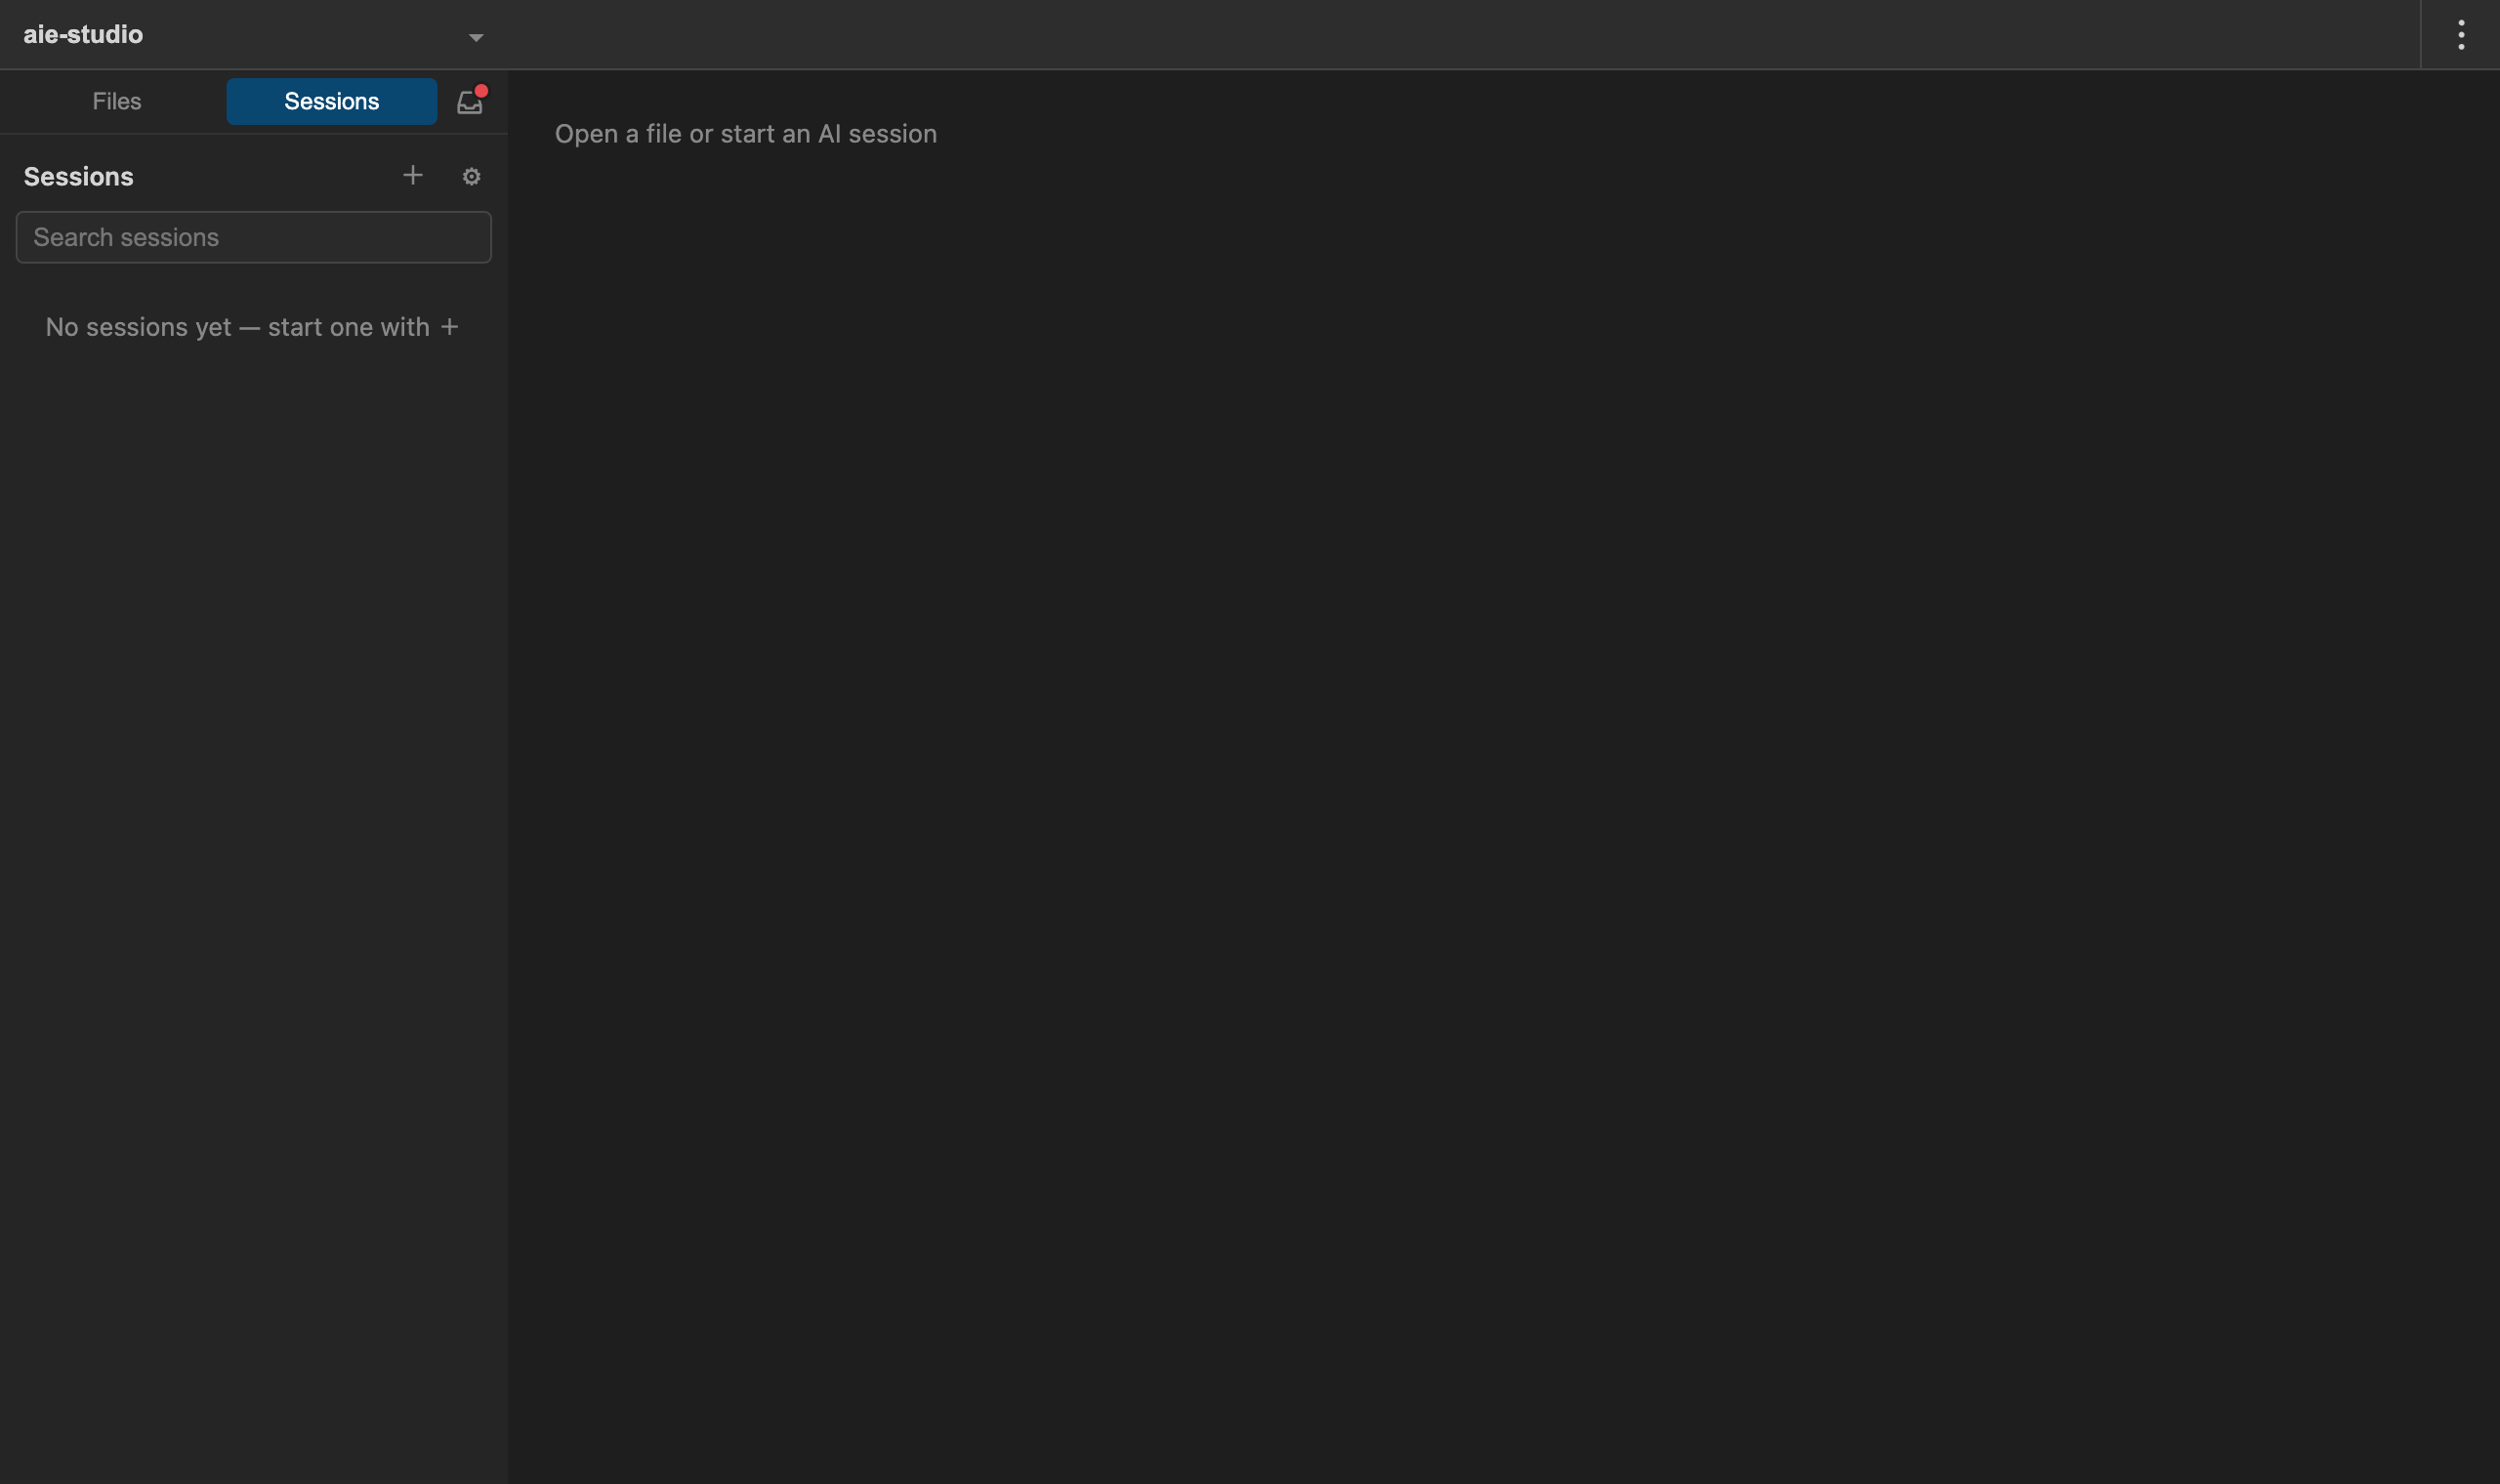 aie-studio
Files
Sessions
Open a file or start an AI session
Sessions
Search sessions
No sessions yet — start one with +